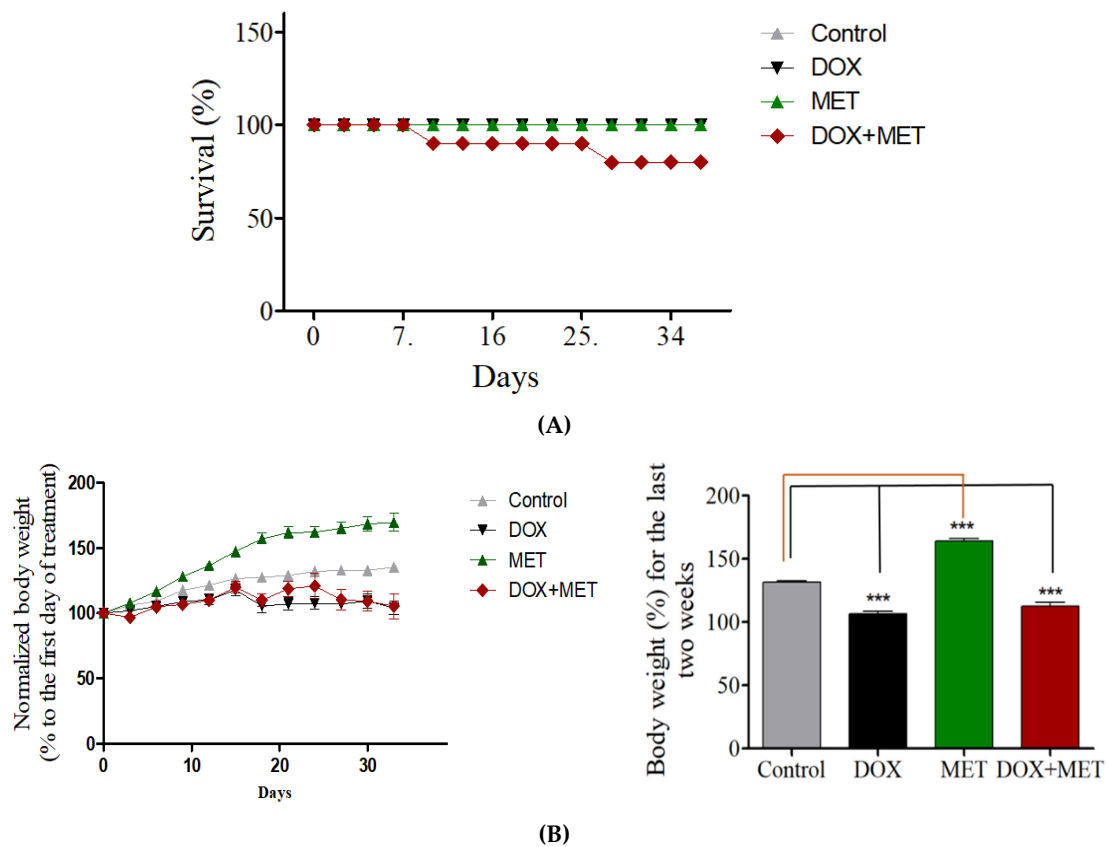 150
100
50
0
Survival (%)
0 7. 16 25. 34
Days
Control
DOX
MET
DOX+MET
(A)
200
150
100
50
0
Normalized body weight
(% to the first day of treatment)
0 10 20 30
Days
Control
DOX
MET
DOX+MET
200
150
100
50
0
Body weight (%) for the last
two weeks
***
***
***
Control DOX MET DOX+MET
(B)